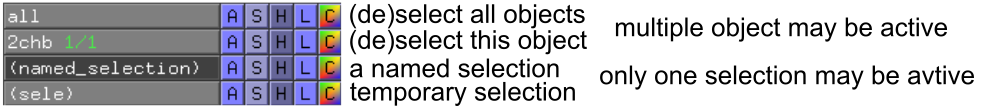 all A S H L C (de)select all objects
2chb 1/1 A S H L C (de)select this object
multiple object may be active
(named_selection) A S H L C a named selection
(sele) A S H L C temporary selection
only one selection may be avtive